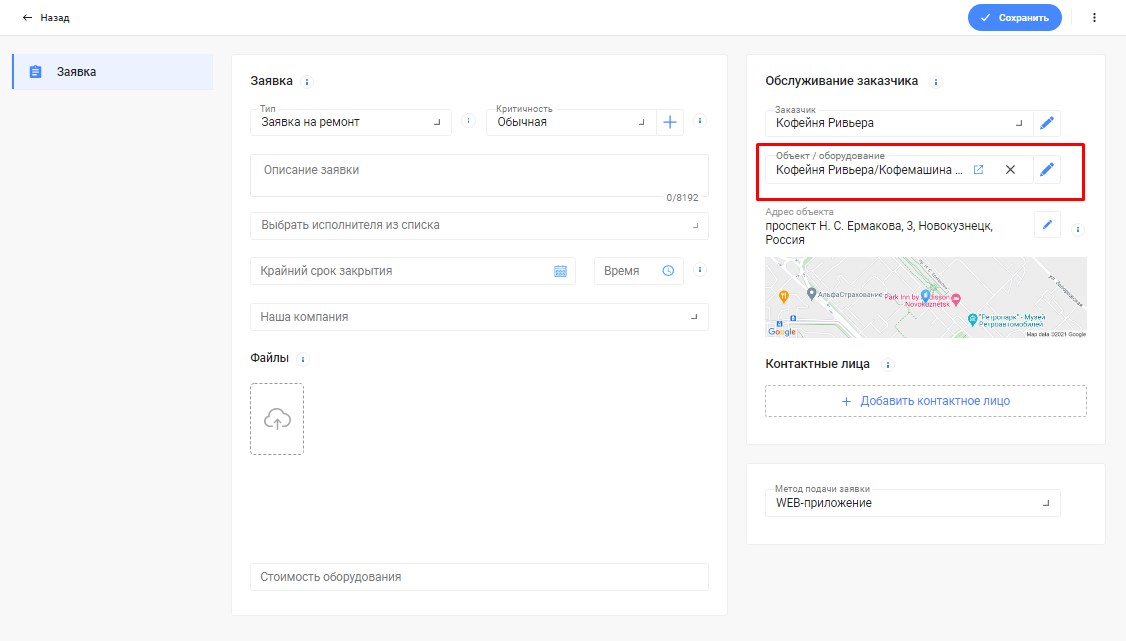 Назад
Сохранить
Заявка
Заявка
Тип
Заявка на ремонт
Критичность
Обычная
Описание заявки
0/8192
Выбрать исполнителя из списка
Крайний срок закрытия
Время
Наша компания
Файлы
Стоимость оборудования
Обслуживание заказчика
Заказчик
Кофейня Ривьера
Объект / оборудование
Кофейня Ривьера/Кофемашина ...
Адрес объекта
проспект Н. С. Ермакова, 3, Новокузнецк,
Россия
АльфаСтрахование
Park Inn by Radisson
Novokuznetsk
ул. Запорожская
"Ретропарк" - Музей
Ретроавтомобилей
Google
Map data ©2021 Google
Контактные лица
Добавить контактное лицо
Метод подачи заявки
WEB-приложение